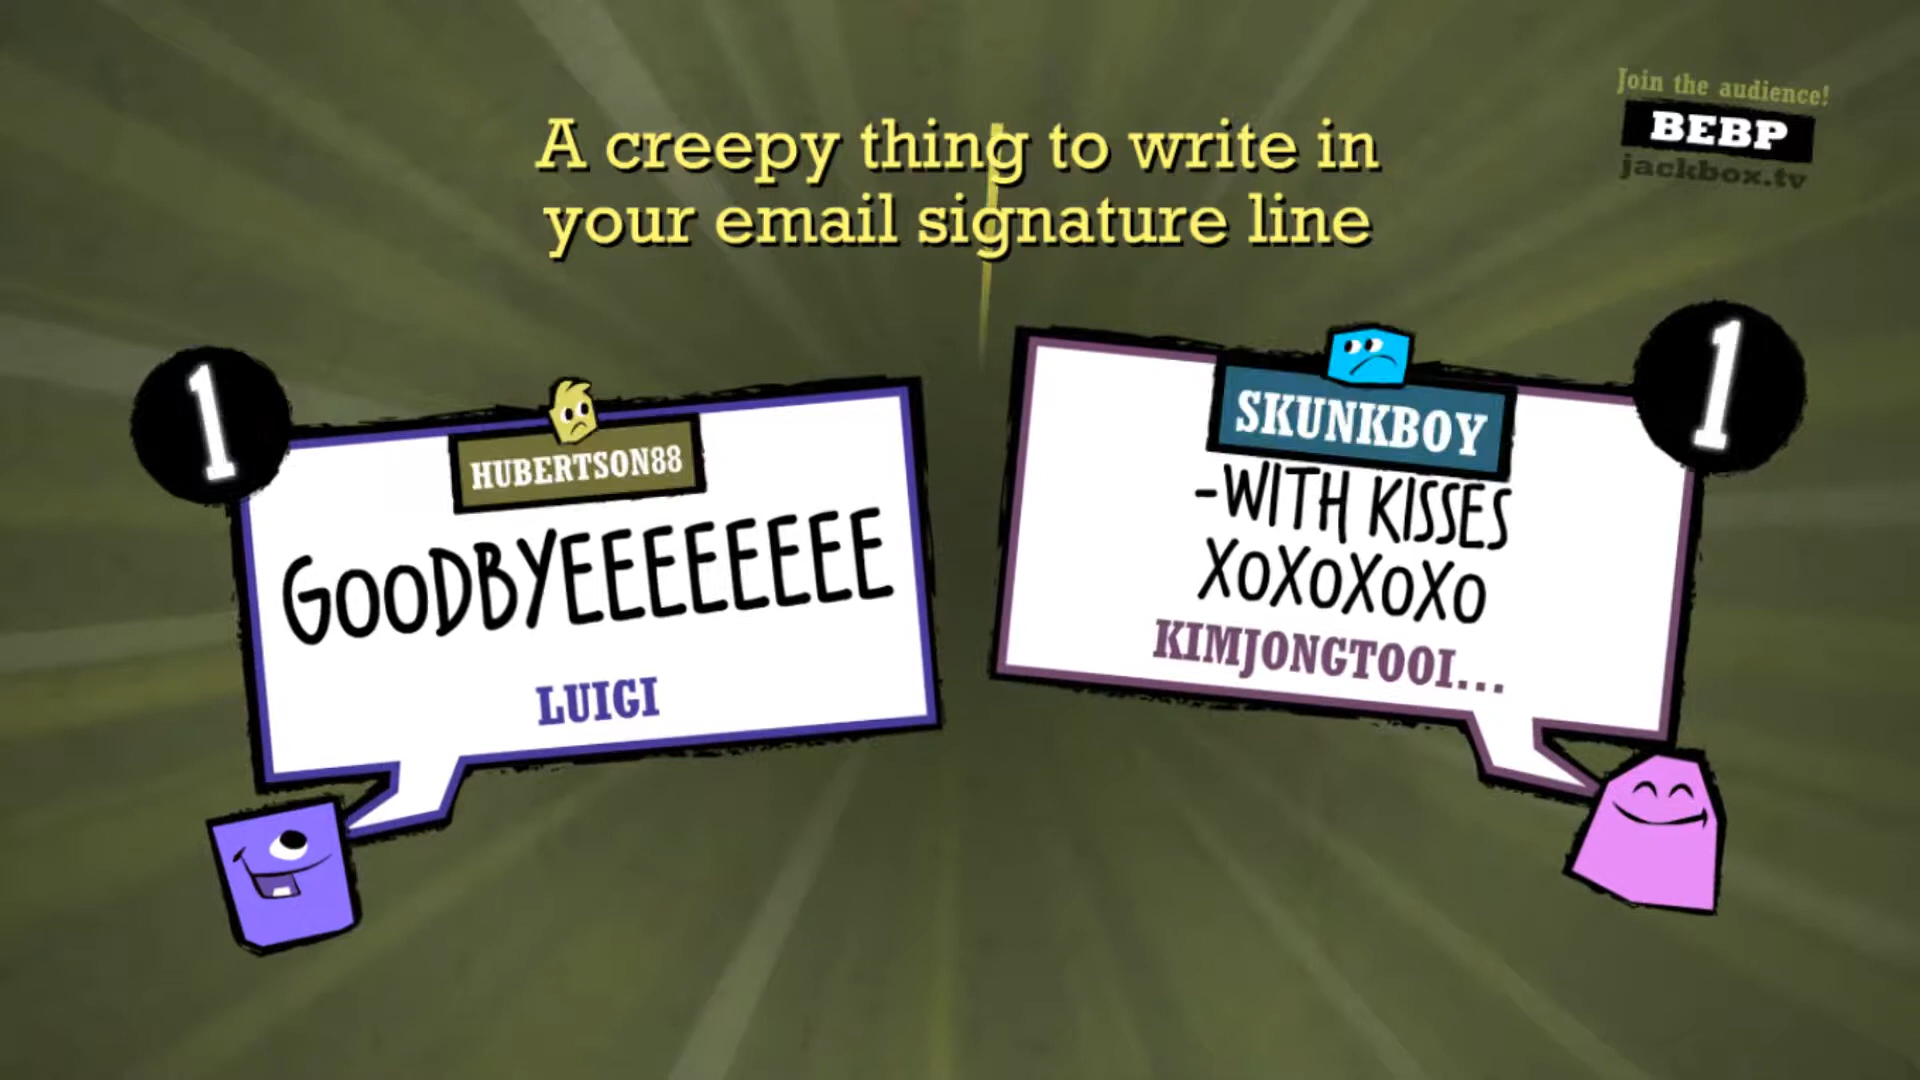 Join the audience!
BEBP
jackbox.tv
A creepy thing to write in
your email signature line
1
HUBERTSON88
GOODBYEEEEEEEEE
LUIGI
1
SKUNKBOY
-WITH KISSES
XOXOXOXO
KIMJONGTOOI...